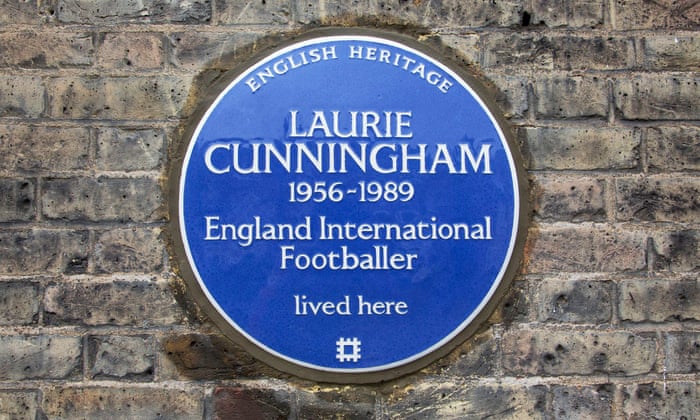 ENGLISH HERITAGE
LAURIE
CUNNINGHAM
1956-1989
England International
Footballer
lived here